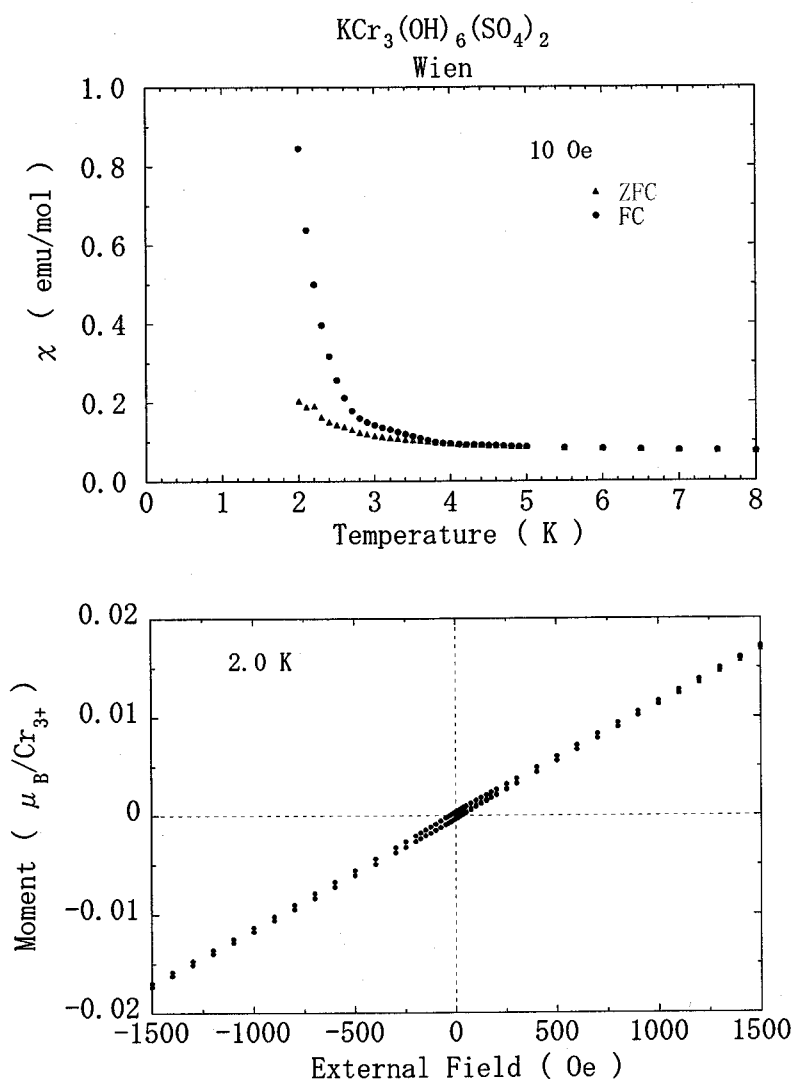 KCr₃(OH)₆(SO₄)₂
Wien
1.0
0.8
0.6
0.4
0.2
0.0
χ ( emu/mol )
10 Oe
ZFC
FC
0 1 2 3 4 5 6 7 8
Temperature ( K )
0.02
0.01
0
-0.01
-0.02
Moment ( μ_B/Cr₃₊ )
2.0 K
-1500 -1000 -500 0 500 1000 1500
External Field ( Oe )